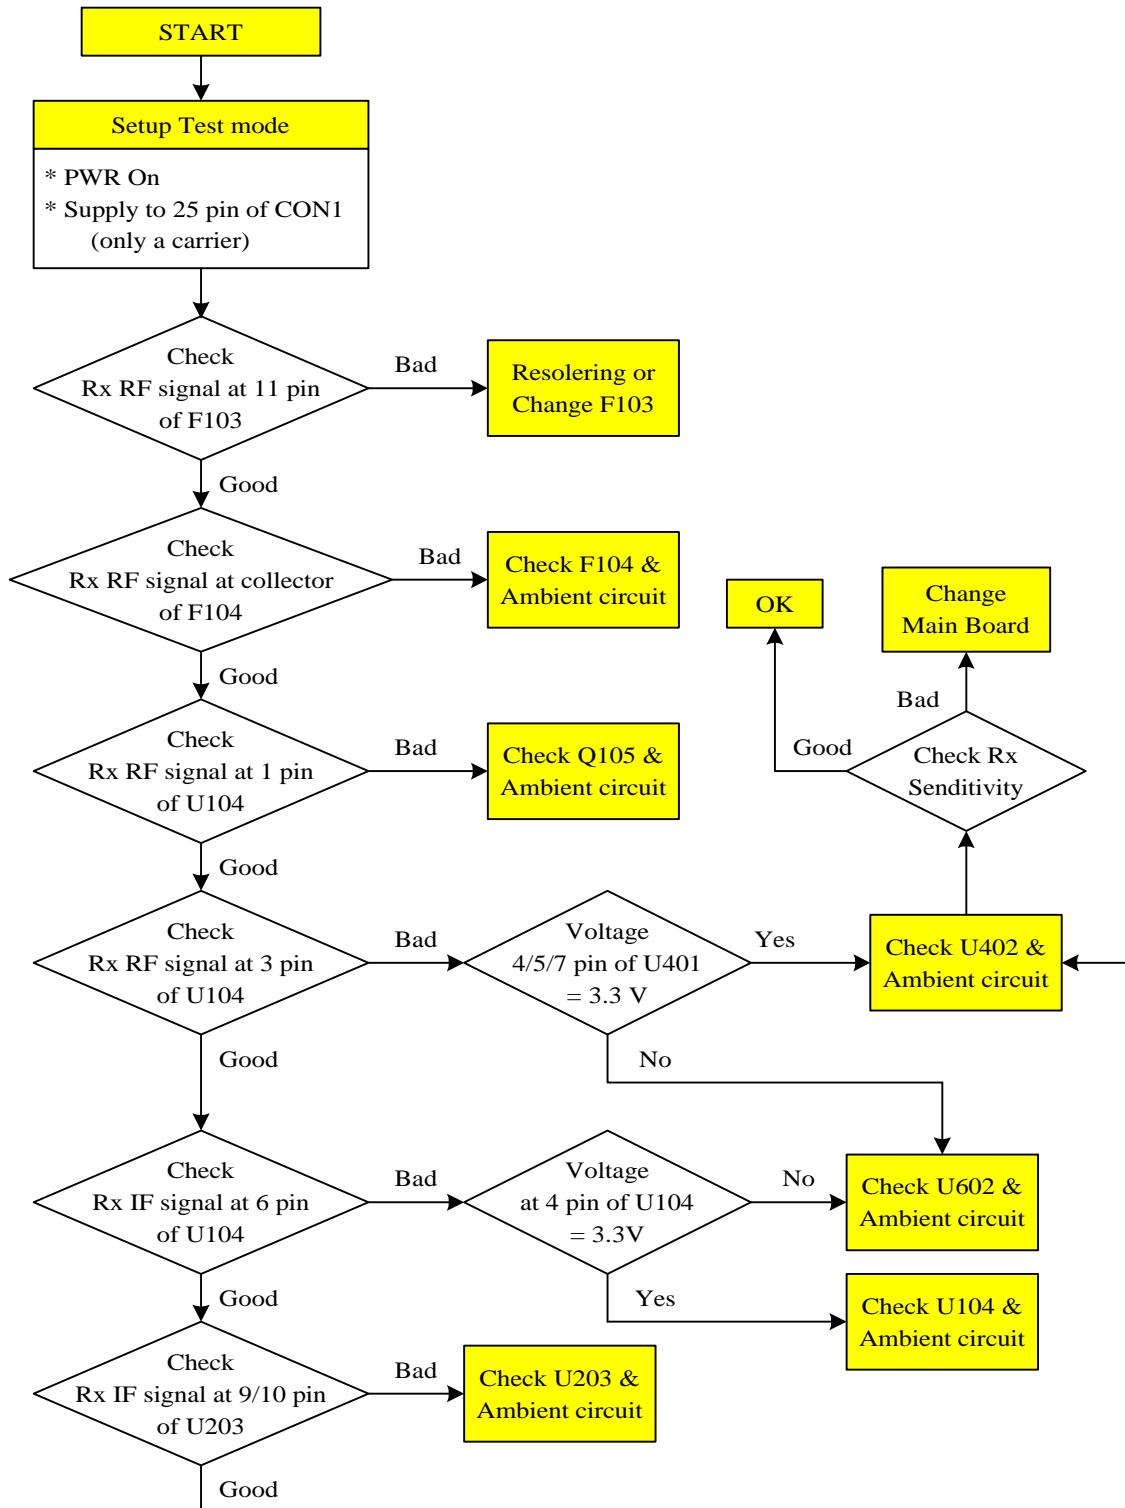 START
Setup Test mode
* PWR On
* Supply to 25 pin of CON1
(only a carrier)
Check
Rx RF signal at 11 pin
of F103
Bad
Resolering or
Change F103
Good
Check
Rx RF signal at collector
of F104
Bad
Check F104 &
Ambient circuit
OK
Change
Main Board
Good
Bad
Check
Rx RF signal at 1 pin
of U104
Bad
Check Q105 &
Ambient circuit
Good
Check Rx
Senditivity
Good
Check
Rx RF signal at 3 pin
of U104
Bad
Voltage
4/5/7 pin of U401
= 3.3 V
Yes
Check U402 &
Ambient circuit
Good
No
Check
Rx IF signal at 6 pin
of U104
Bad
Voltage
at 4 pin of U104
= 3.3V
No
Check U602 &
Ambient circuit
Good
Yes
Check U104 &
Ambient circuit
Check
Rx IF signal at 9/10 pin
of U203
Bad
Check U203 &
Ambient circuit
Good